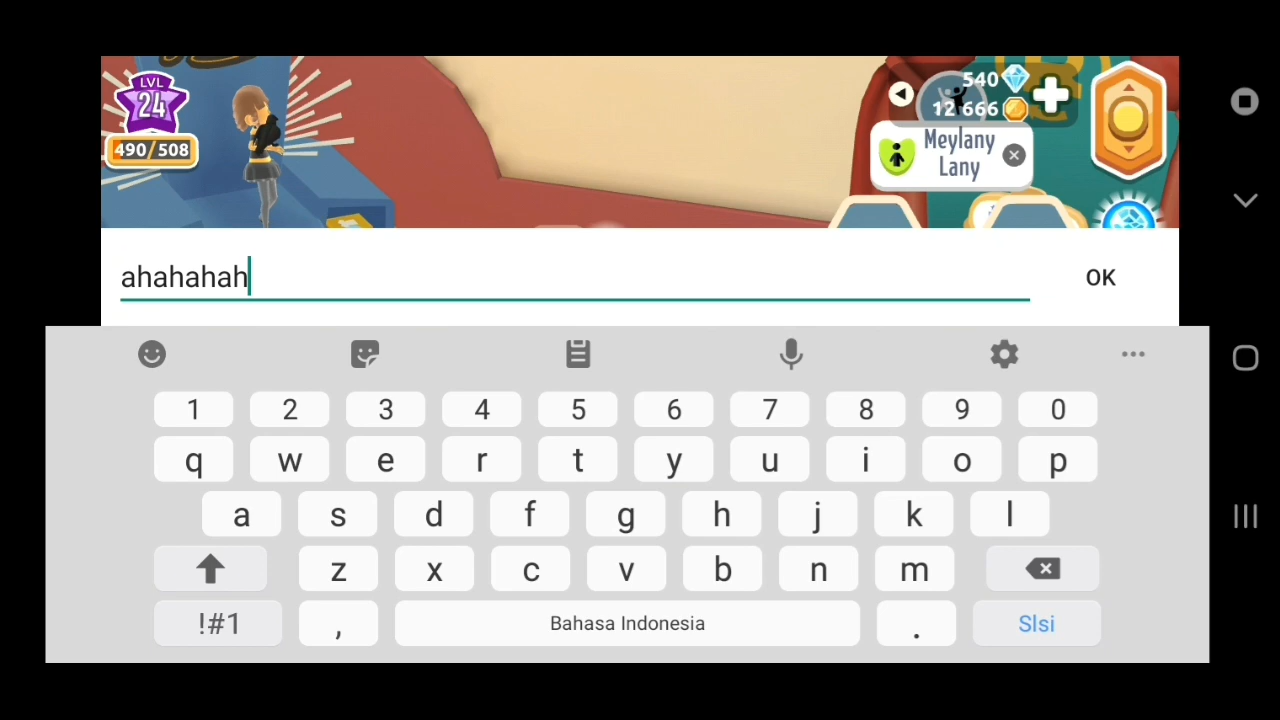 LVL
24
490/508
540
12 666
Meylany
Lany
ahahahah
OK
1 2 3 4 5 6 7 8 9 0
q w e r t y u i o p
a s d f g h j k l
z x c v b n m
!#1 , Bahasa Indonesia . Slsi